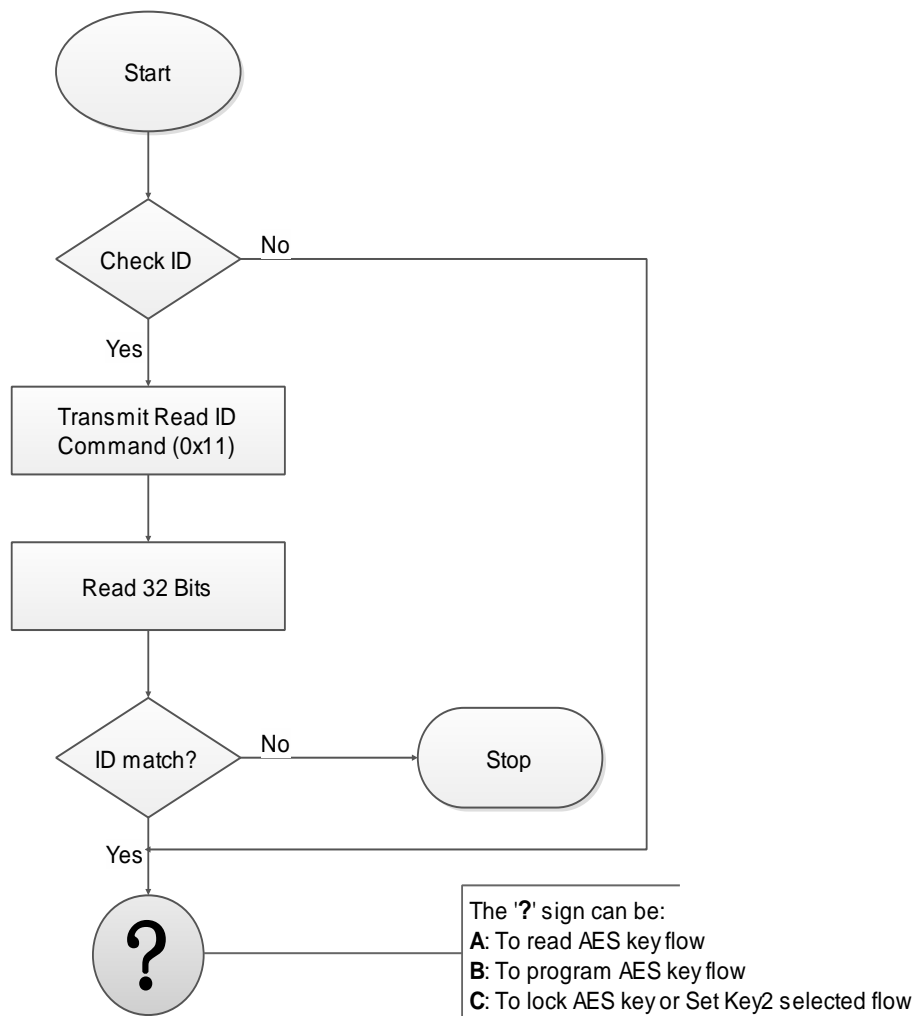 Start
Check ID
No
Yes
Transmit Read ID
Command (0x11)
Read 32 Bits
ID match?
No
Stop
Yes
?
The '?' sign can be:
A: To read AES key flow
B: To program AES key flow
C: To lock AES key or Set Key2 selected flow